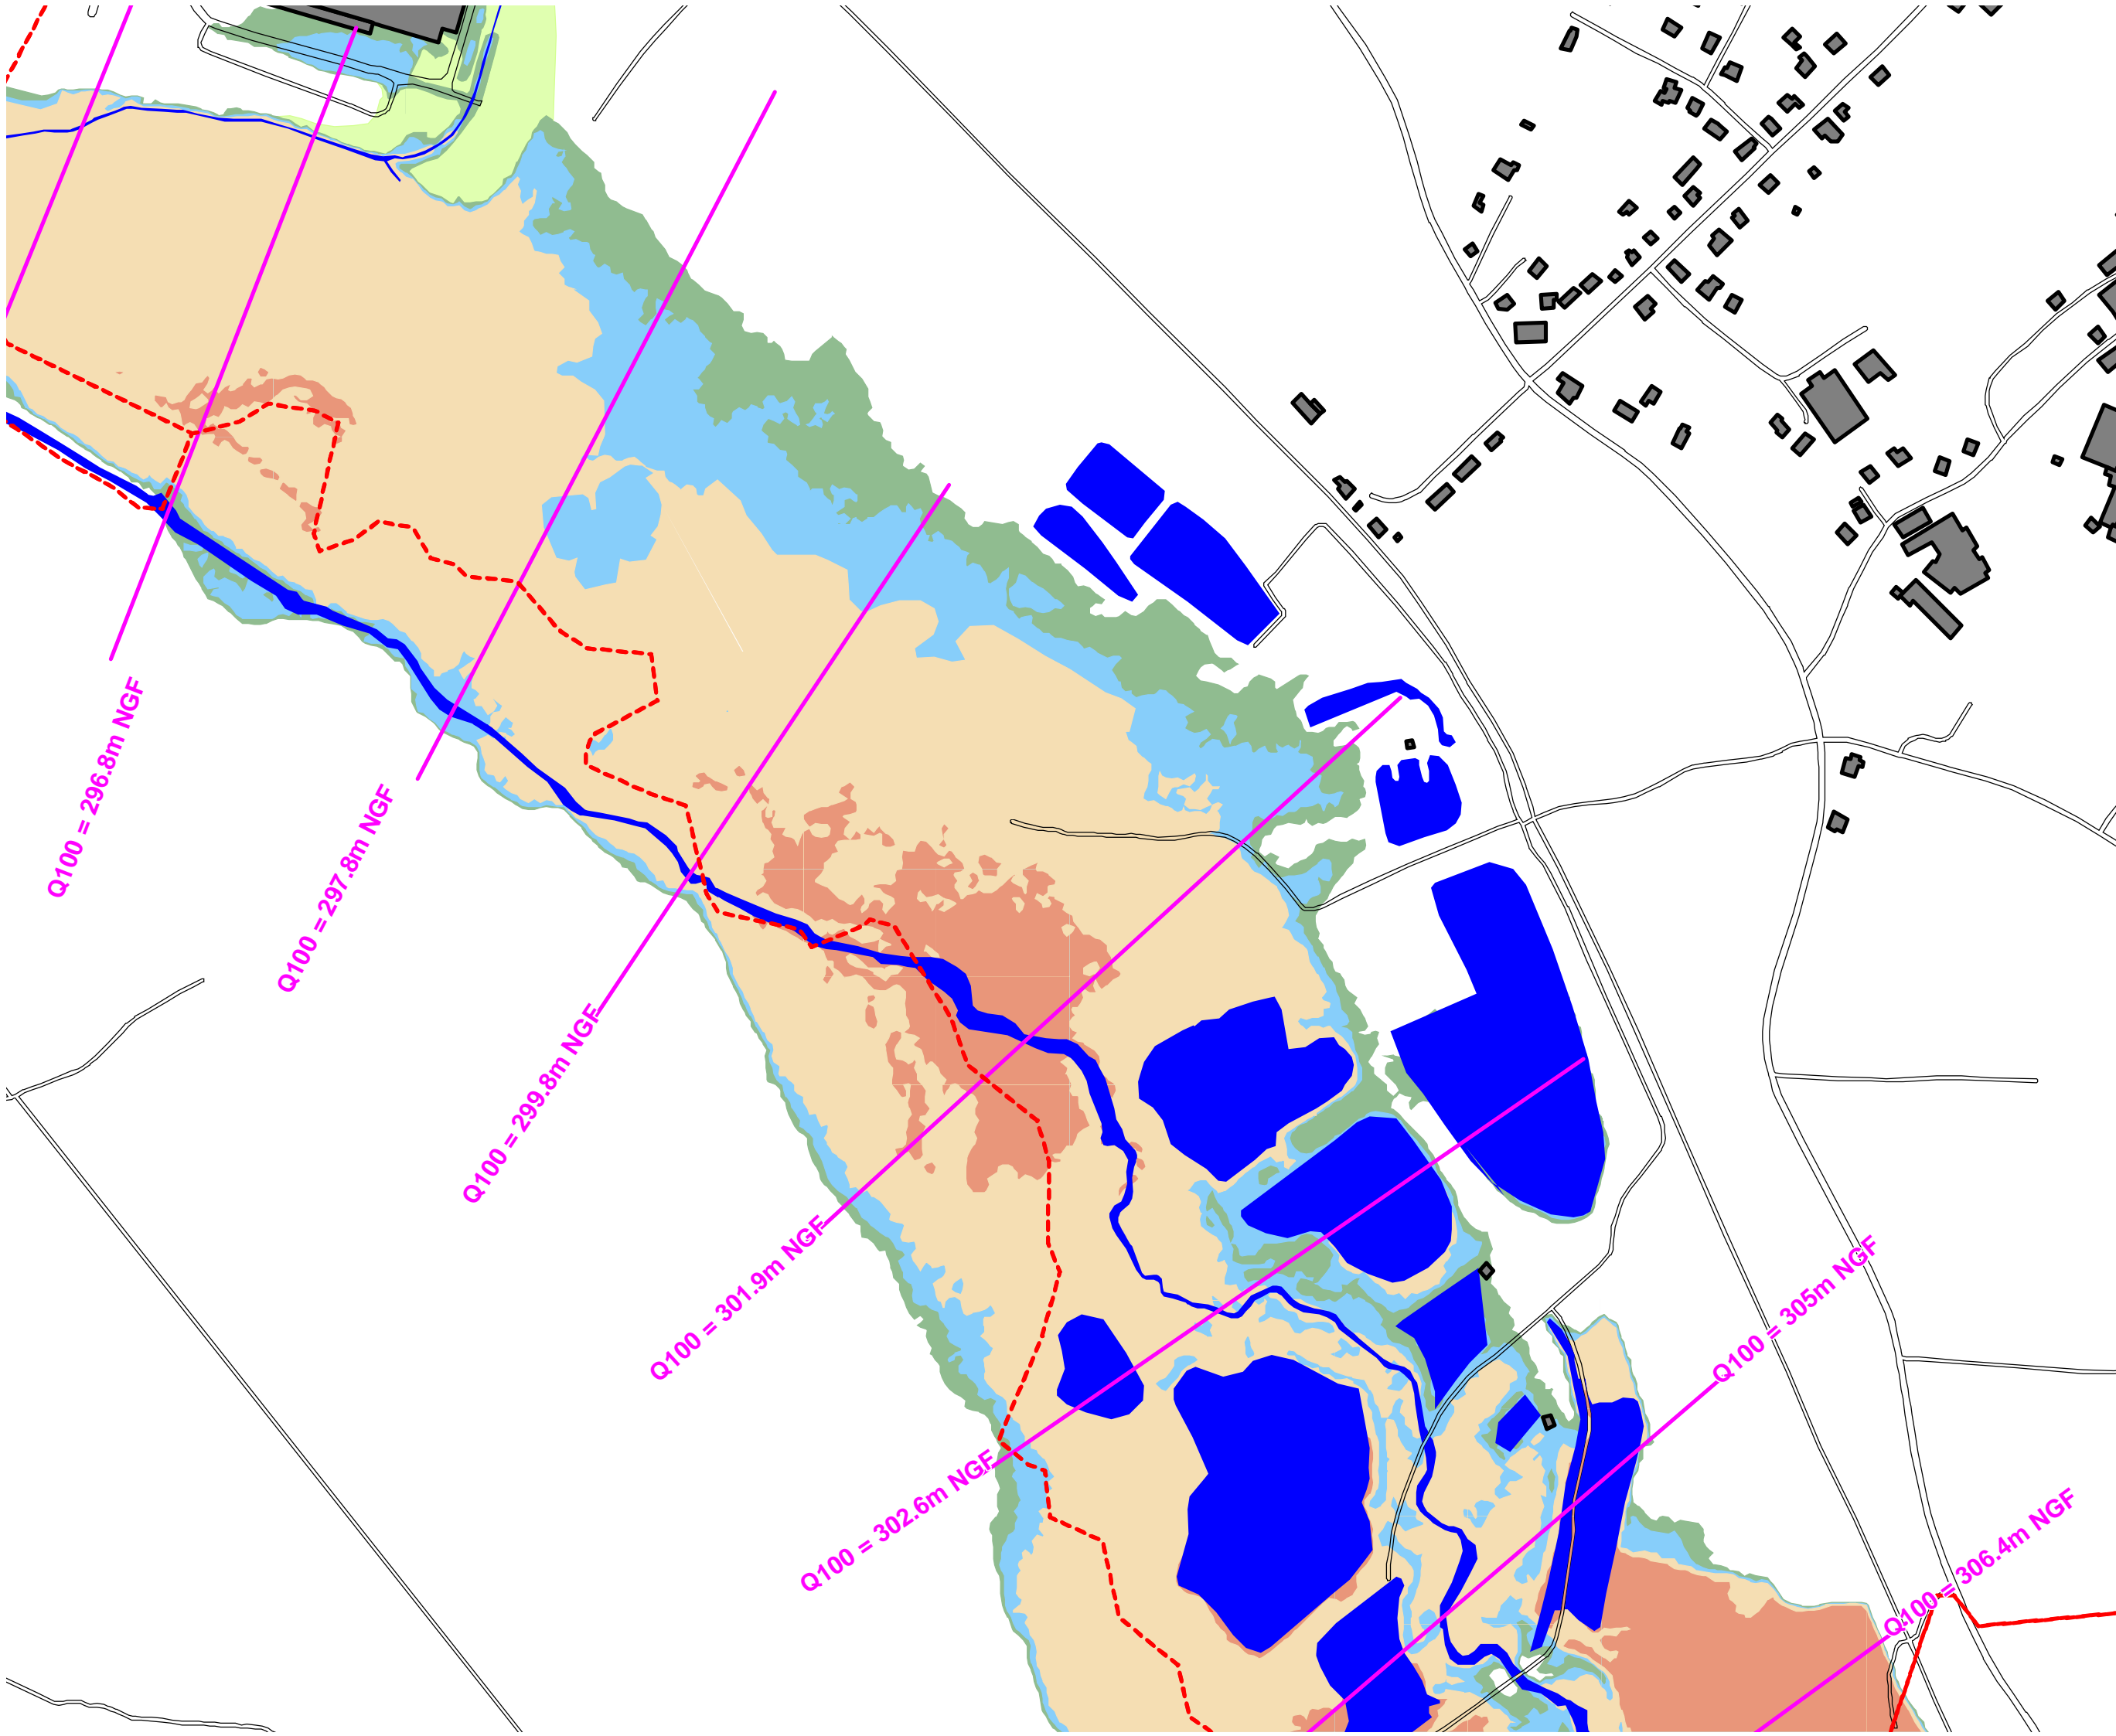 Q100 = 296.8m NGF
Q100 = 297.8m NGF
Q100 = 299.8m NGF
Q100 = 301.9m NGF
Q100 = 302.6m NGF
Q100 = 305m NGF
Q100 = 306.4m NGF